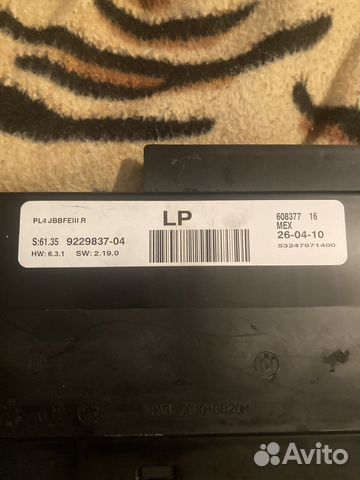 PL4 JBBFEIII R
LP
608377 16
MEX
S:61.35 9229837-04
26-04-10
HW: 6.3.1 SW: 2.19.0
53247971400
Avito